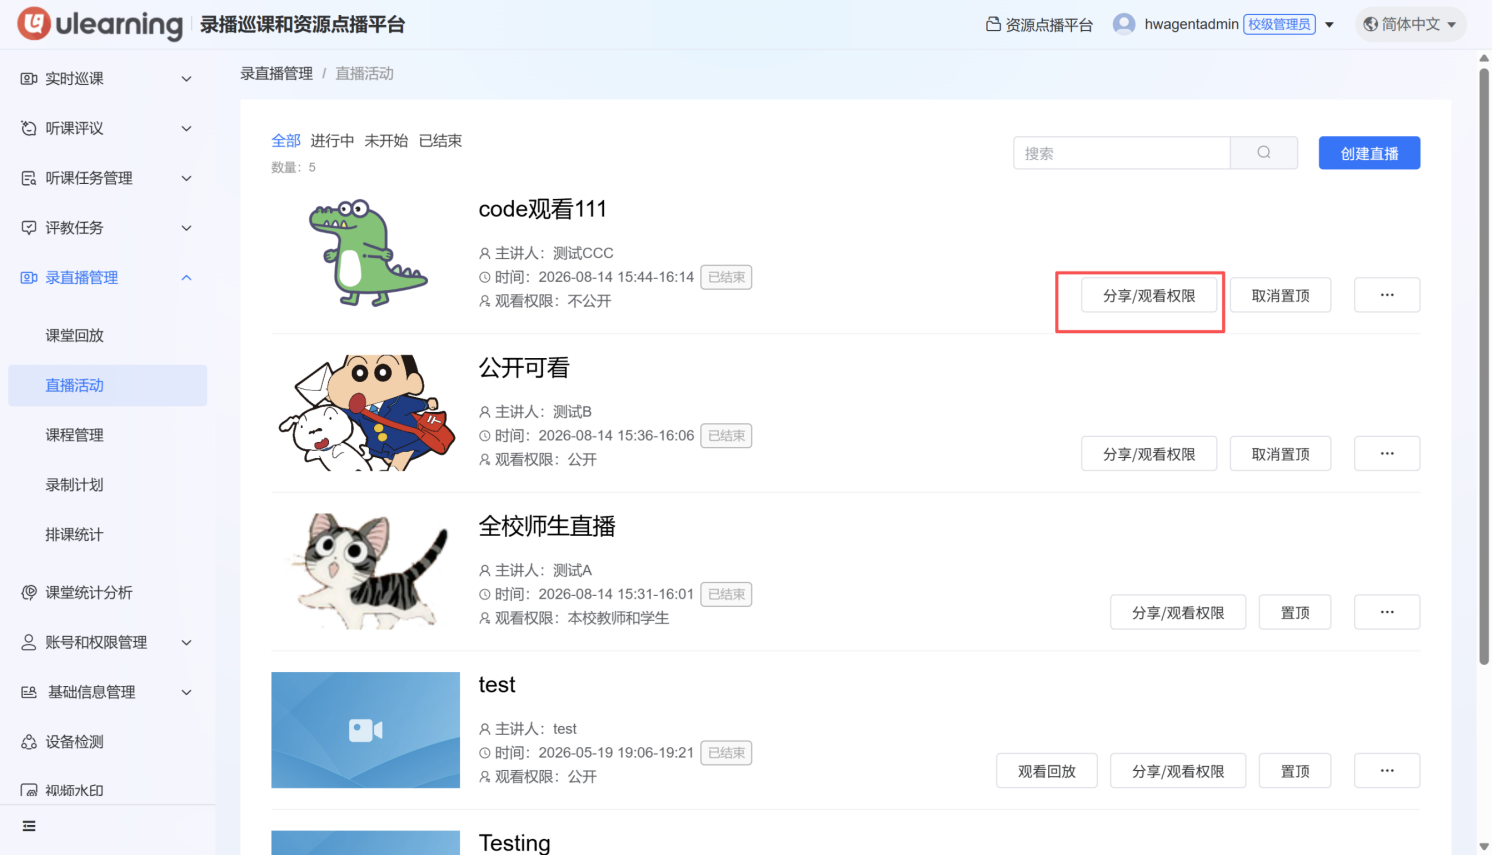 ulearning
录播巡课和资源点播平台
资源点播平台
hwagentadmin 校级管理员
简体中文
实时巡课
听课评议
听课任务管理
评教任务
录直播管理
课堂回放
直播活动
课程管理
录制计划
排课统计
课堂统计分析
账号和权限管理
基础信息管理
设备检测
视频水印
录直播管理 / 直播活动
全部 进行中 未开始 已结束
数量：5
搜索
创建直播
code观看111
主讲人：测试CCC
时间：2026-08-14 15:44-16:14 已结束
观看权限：不公开
分享/观看权限 取消置顶 ···
公开可看
主讲人：测试B
时间：2026-08-14 15:36-16:06 已结束
观看权限：公开
分享/观看权限 取消置顶 ···
全校师生直播
主讲人：测试A
时间：2026-08-14 15:31-16:01 已结束
观看权限：本校教师和学生
分享/观看权限 置顶 ···
test
主讲人：test
时间：2026-05-19 19:06-19:21 已结束
观看权限：公开
观看回放 分享/观看权限 置顶 ···
Testing